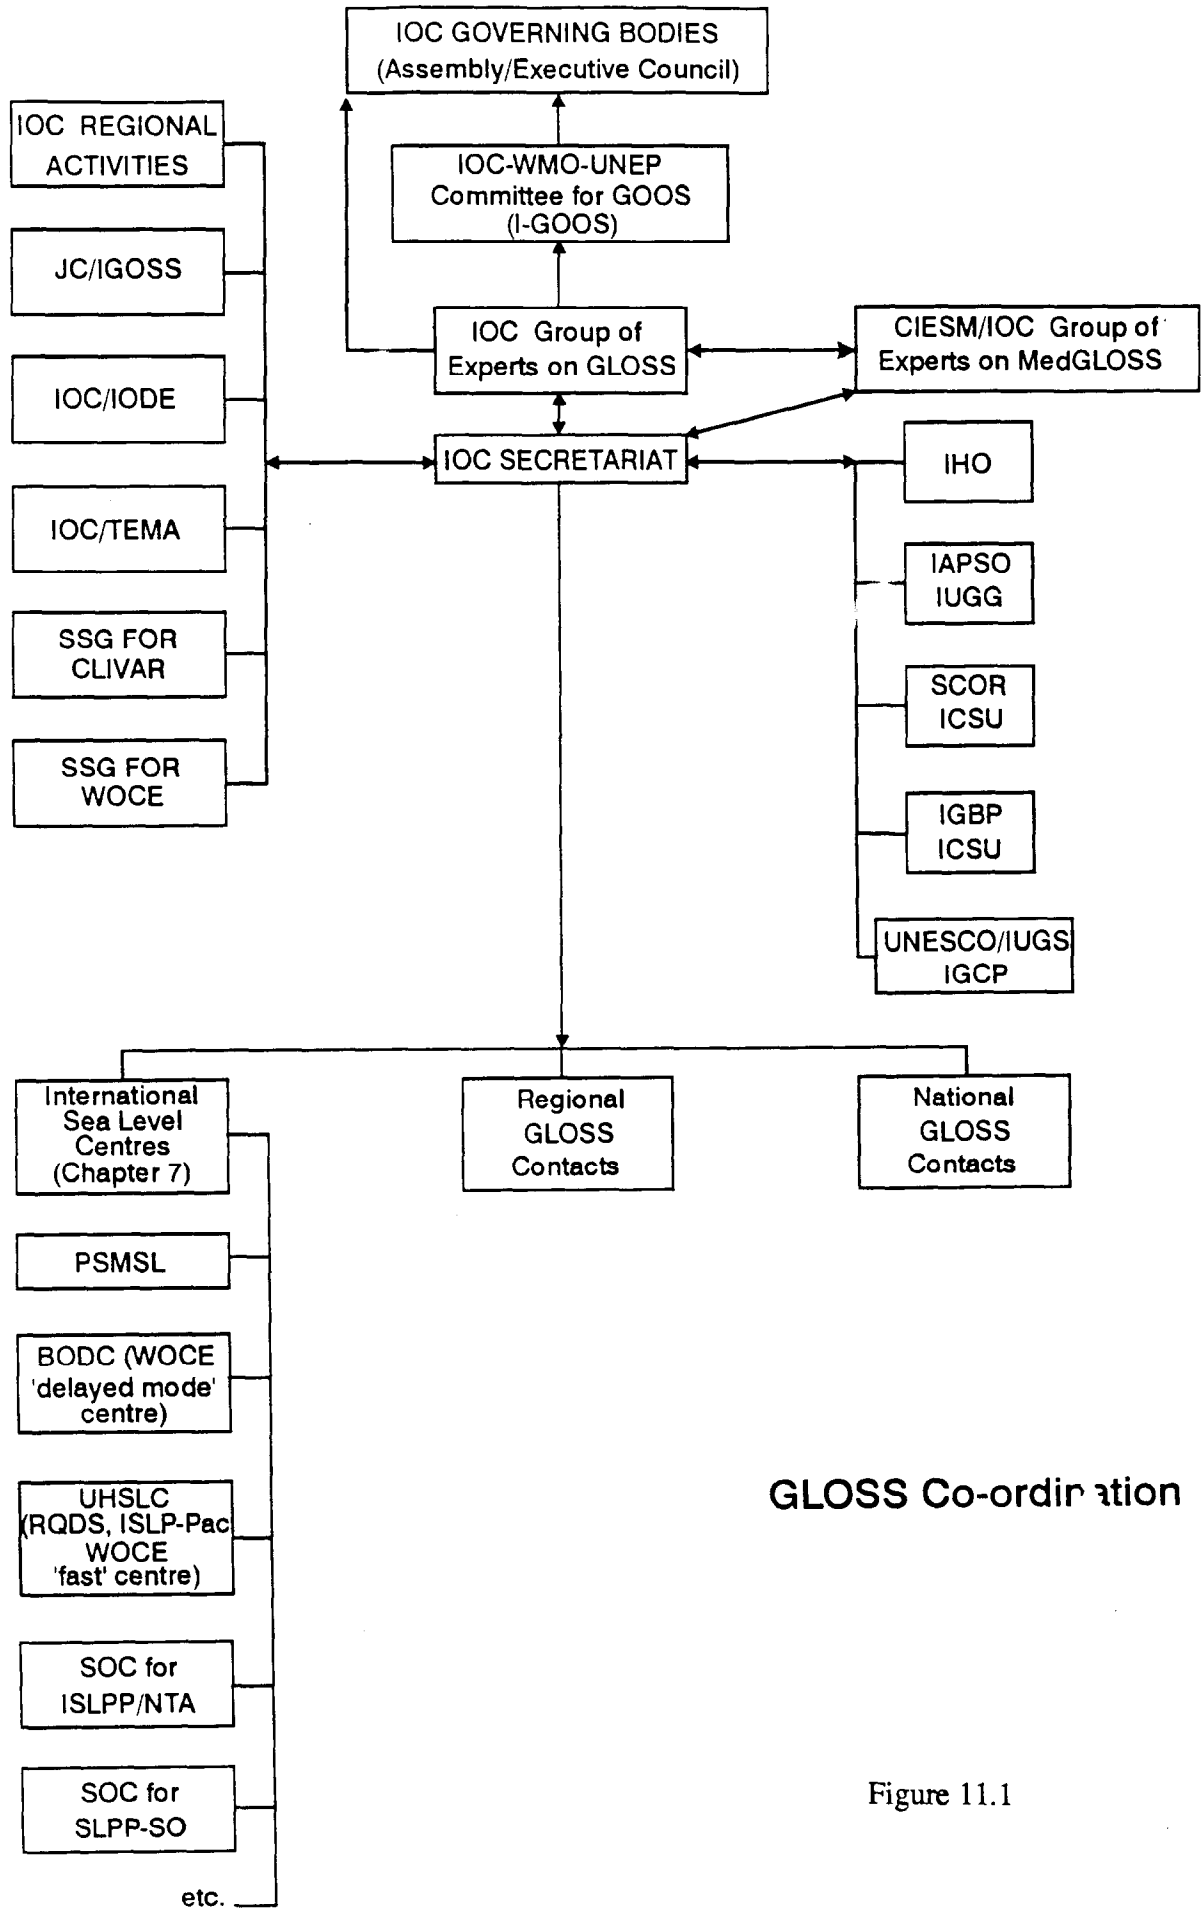 IOC GOVERNING BODIES
(Assembly/Executive Council)
IOC REGIONAL
ACTIVITIES
IOC-WMO-UNEP
Committee for GOOS
(I-GOOS)
JC/IGOSS
IOC Group of
Experts on GLOSS
CIESM/IOC Group of
Experts on MedGLOSS
IOC/IODE
IOC SECRETARIAT
IHO
IOC/TEMA
IAPSO
IUGG
SSG FOR
CLIVAR
SCOR
ICSU
SSG FOR
WOCE
IGBP
ICSU
UNESCO/IUGS
IGCP
International
Sea Level
Centres
(Chapter 7)
Regional
GLOSS
Contacts
National
GLOSS
Contacts
PSMSL
BODC (WOCE
'delayed mode'
centre)
UHSLC
(RQDS, ISLP-Pac
WOCE
'fast' centre)
GLOSS Co-ordination
SOC for
ISLPP/NTA
SOC for
SLPP-SO
Figure 11.1
etc.